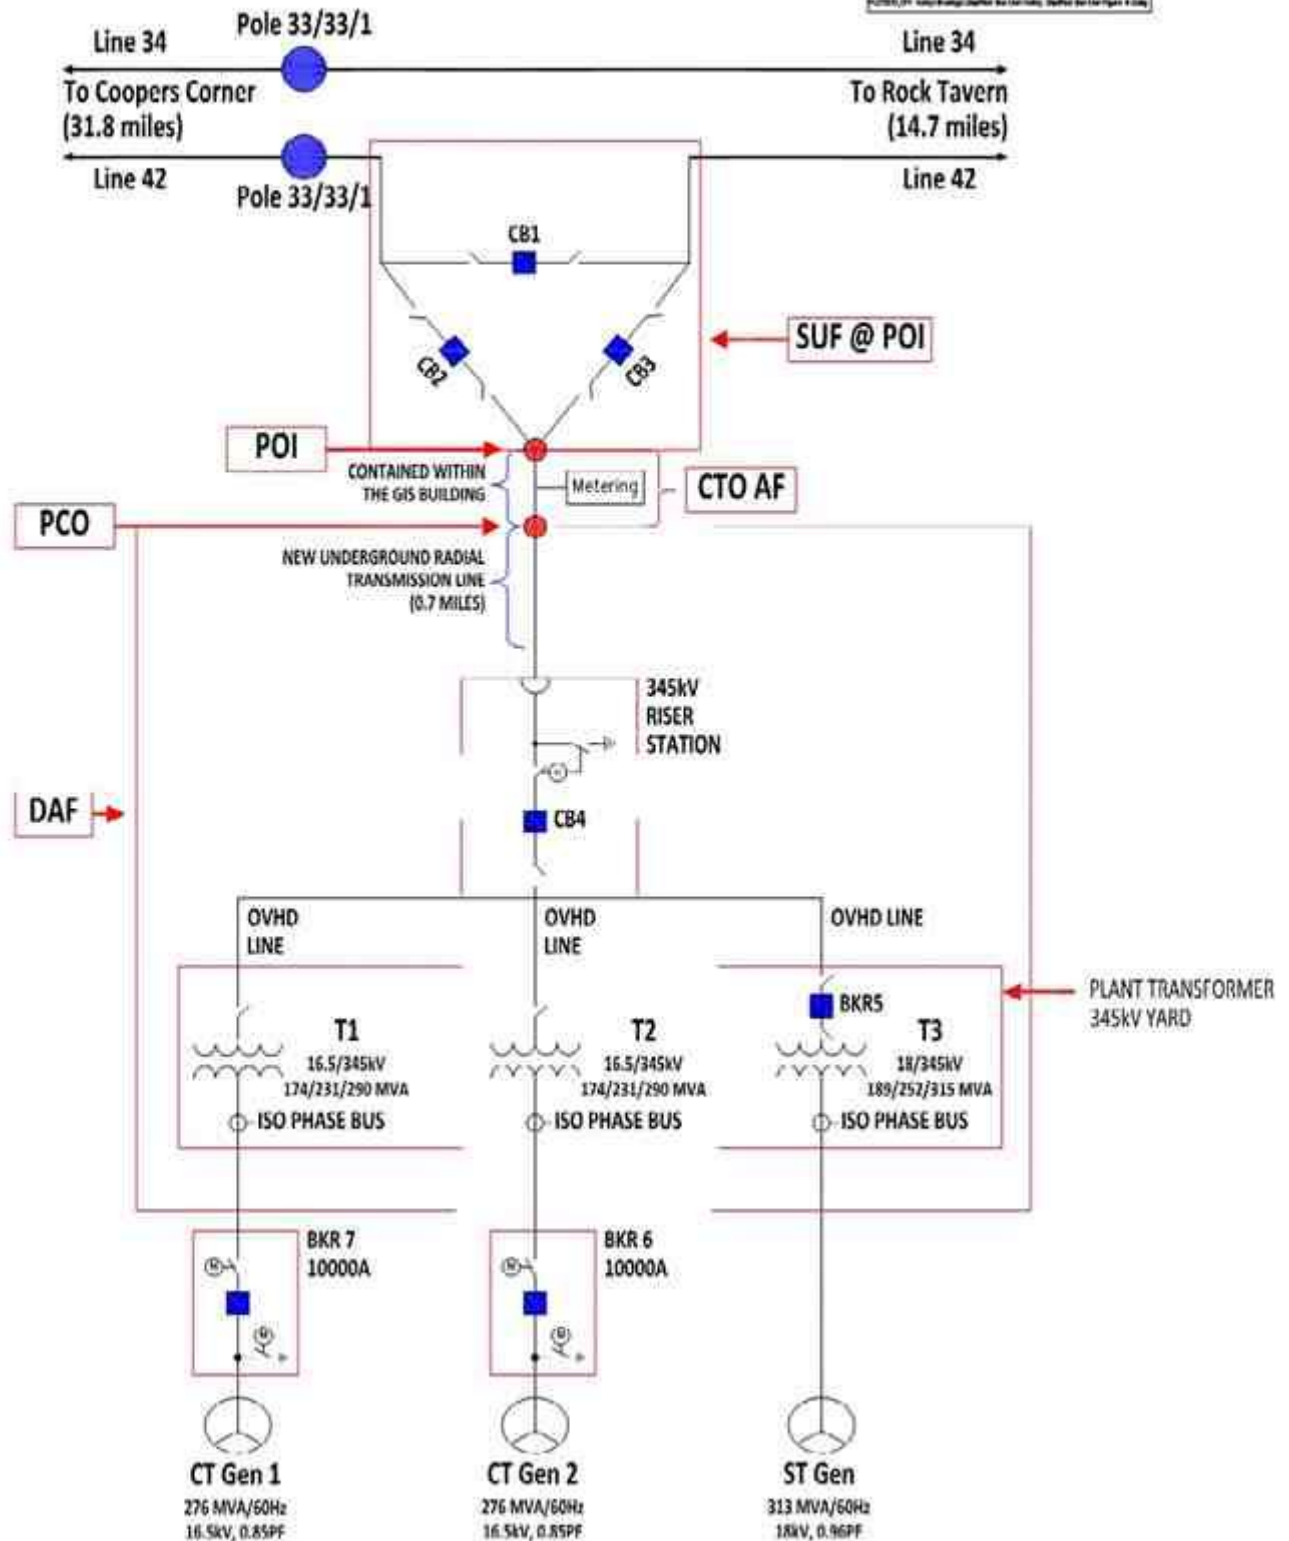 Pole 33/33/1
Line 34
Line 34
To Coopers Corner
(31.8 miles)
To Rock Tavern
(14.7 miles)
Line 42
Line 42
Pole 33/33/1
CB1
CB2
CB3
SUF @ POI
POI
CONTAINED WITHIN
THE GIS BUILDING
Metering
CTO AF
PCO
NEW UNDERGROUND RADIAL
TRANSMISSION LINE
(0.7 MILES)
345kV
RISER
STATION
DAF
CB4
OVHD
LINE
OVHD
LINE
OVHD LINE
BKR5
PLANT TRANSFORMER
345kV YARD
T1
16.5/345kV
174/231/290 MVA
ISO PHASE BUS
T2
16.5/345kV
174/231/290 MVA
ISO PHASE BUS
T3
18/345kV
189/252/315 MVA
ISO PHASE BUS
BKR 7
10000A
BKR 6
10000A
CT Gen 1
276 MVA/60Hz
16.5kV, 0.85PF
CT Gen 2
276 MVA/60Hz
16.5kV, 0.85PF
ST Gen
313 MVA/60Hz
18kV, 0.96PF